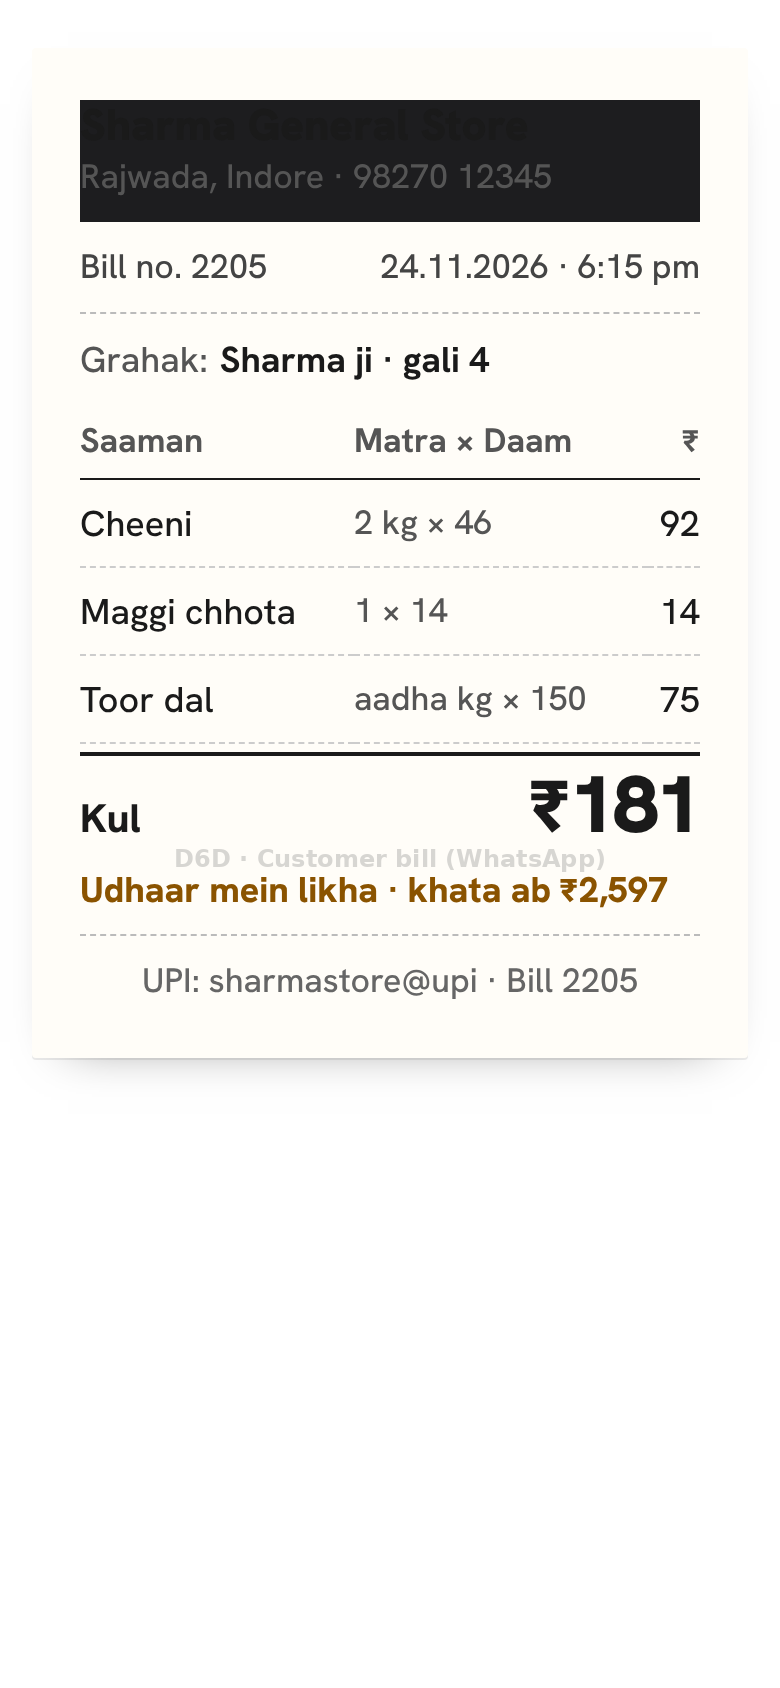 Sharma General Store
Rajwada, Indore · 98270 12345
Bill no. 2205 24.11.2026 · 6:15 pm
Grahak: Sharma ji · gali 4
Saaman Matra × Daam ₹
Cheeni 2 kg × 46 92
Maggi chhota 1 × 14 14
Toor dal aadha kg × 150 75
Kul ₹181
D6D · Customer bill (WhatsApp)
Udhaar mein likha · khata ab ₹2,597
UPI: sharmastore@upi · Bill 2205